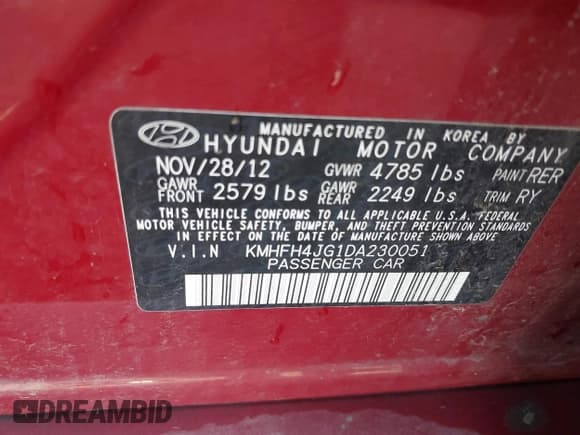 MANUFACTURED IN KOREA BY
HYUNDAI MOTOR COMPANY
NOV/28/12 GVWR 4785 lbs PAINT RER
GAWR FRONT 2579 lbs GAWR REAR 2249 lbs TRIM RY
THIS VEHICLE CONFORMS TO ALL APPLICABLE U.S.A. FEDERAL
MOTOR VEHICLE SAFETY, BUMPER, AND THEFT PREVENTION STANDARDS
IN EFFECT ON THE DATE OF MANUFACTURE SHOWN ABOVE.
V.I.N KMHFH4JG1DA230051
PASSENGER CAR
DREAMBID